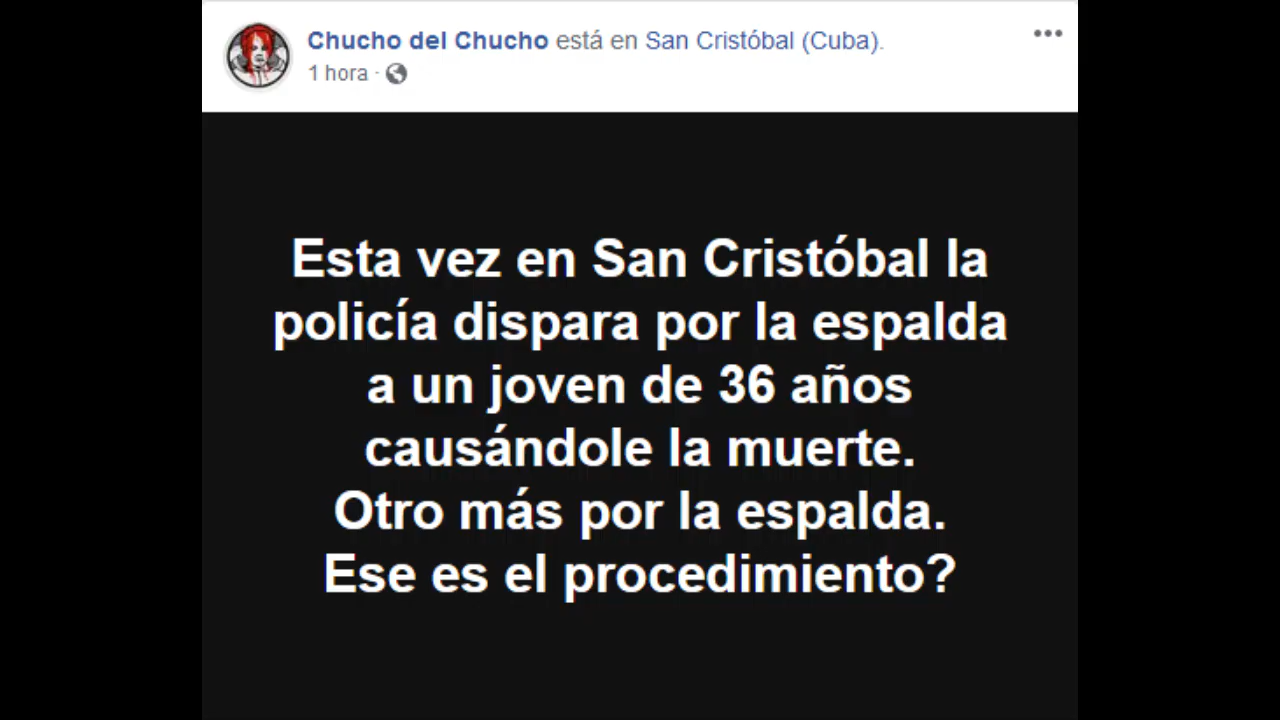 Chucho del Chucho está en San Cristóbal (Cuba).
1 hora ·
Esta vez en San Cristóbal la
policía dispara por la espalda
a un joven de 36 años
causándole la muerte.
Otro más por la espalda.
Ese es el procedimiento?